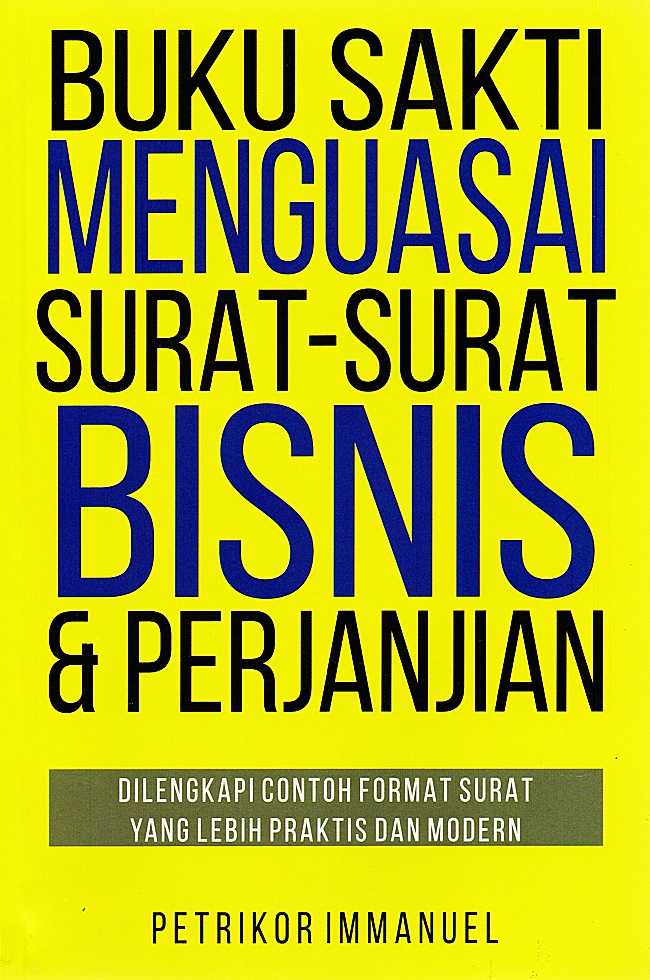 BUKU SAKTI
MENGUASAI
SURAT-SURAT
BISNIS
& PERJANJIAN
DILENGKAPI CONTOH FORMAT SURAT
YANG LEBIH PRAKTIS DAN MODERN
PETRIKOR IMMANUEL